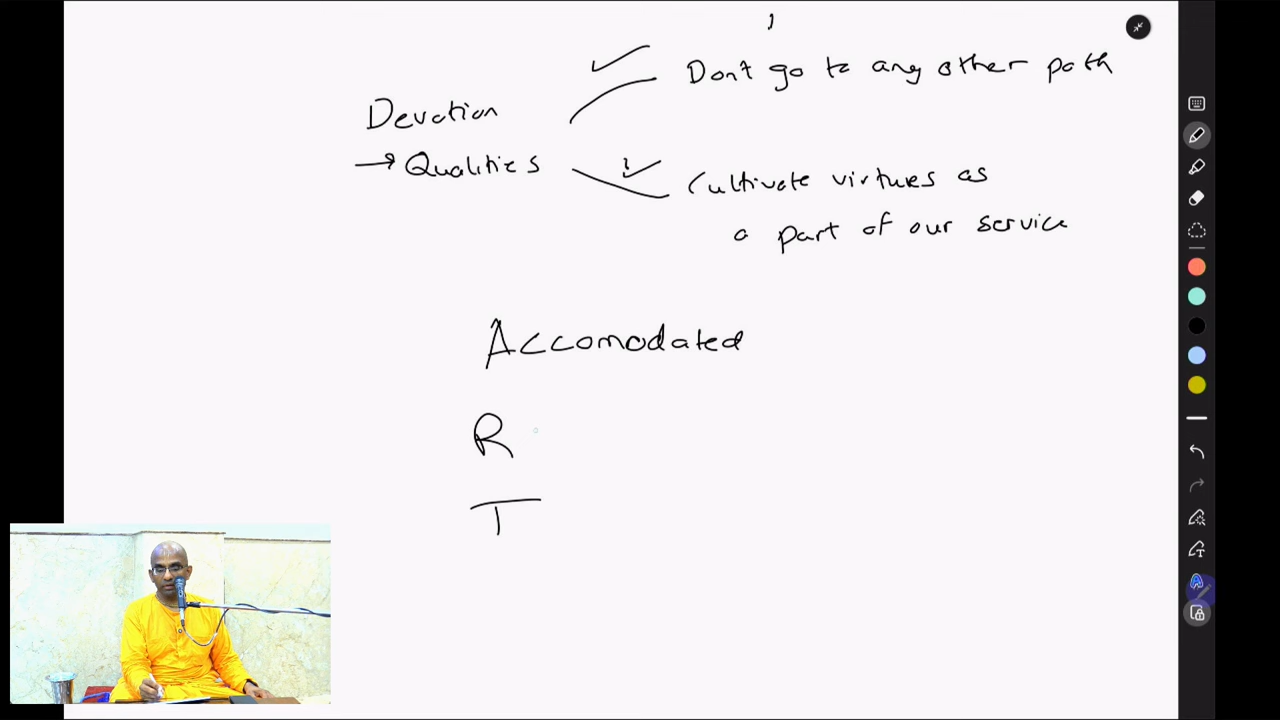 Don't go to any other path
Devotion
→ Qualities
Cultivate virtues as
a part of our service
Accomodated
R
T